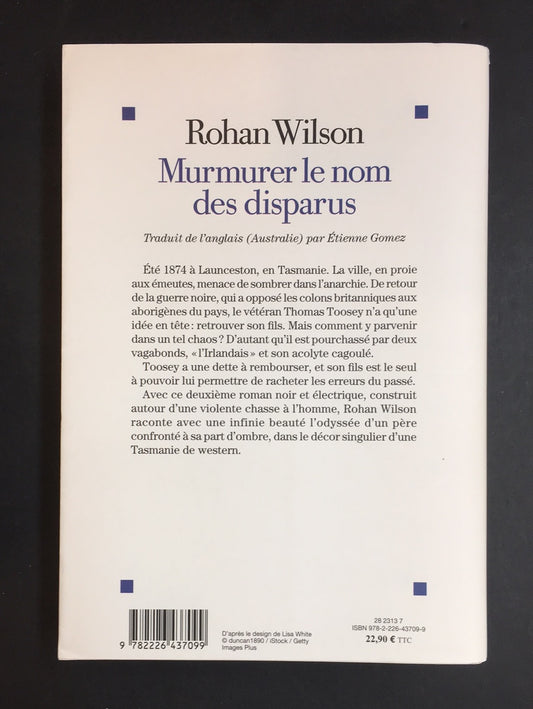 Rohan Wilson
Murmurer le nom
des disparus
Traduit de l'anglais (Australie) par Étienne Gomez
Été 1874 à Launceston, en Tasmanie. La ville, en proie
aux émeutes, menace de sombrer dans l'anarchie. De retour
de la guerre noire, qui a opposé les colons britanniques aux
aborigènes du pays, le vétéran Thomas Toosey n'a qu'une
idée en tête : retrouver son fils. Mais comment y parvenir
dans un tel chaos ? D'autant qu'il est pourchassé par deux
vagabonds, « l'Irlandais » et son acolyte cagoulé.
Toosey a une dette à rembourser, et son fils est le seul
à pouvoir lui permettre de racheter les erreurs du passé.
Avec ce deuxième roman noir et électrique, construit
autour d'une violente chasse à l'homme, Rohan Wilson
raconte avec une infinie beauté l'odyssée d'un père
confronté à sa part d'ombre, dans le décor singulier d'une
Tasmanie de western.
9 782226 437099
D'après le design de Lisa White
© duncan1890 / iStock / Getty
Images Plus
28 2313 7
ISBN 978-2-226-43709-9
22,90 € TTC